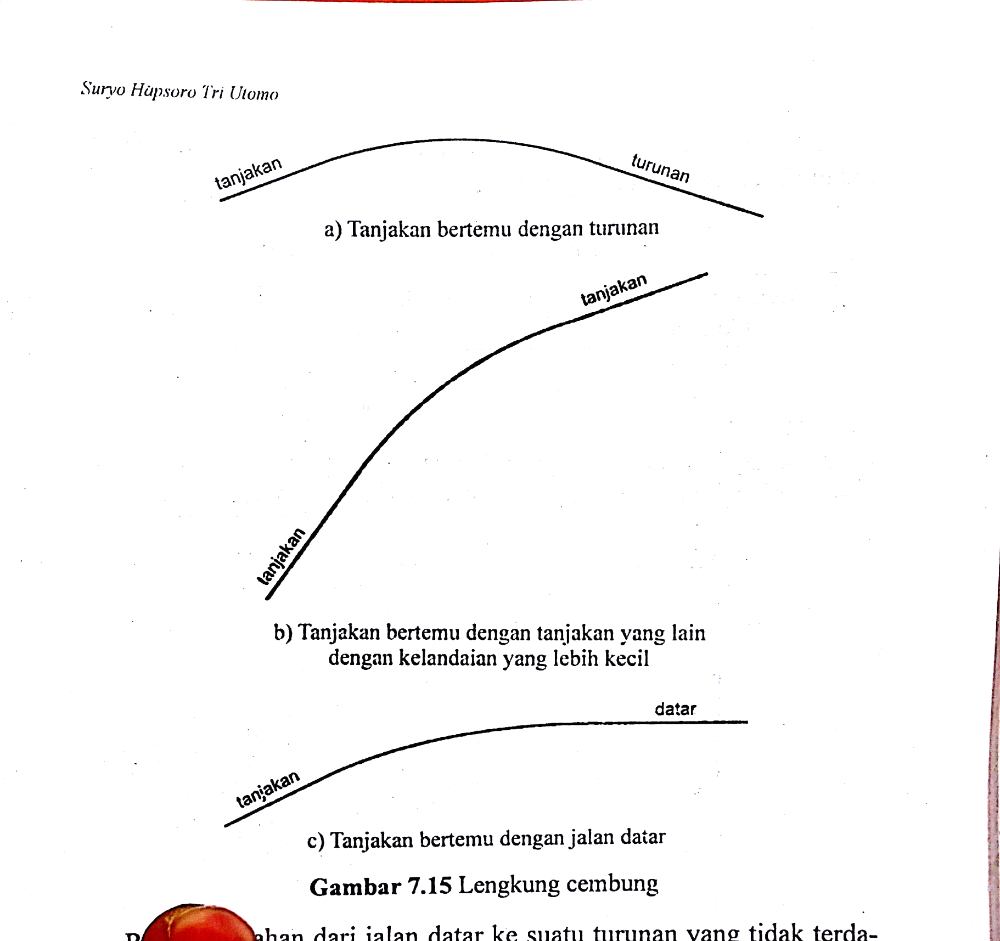 Suryo Hapsoro Tri Utomo
tanjakan
turunan
a) Tanjakan bertemu dengan turunan
tanjakan
tanjakan
b) Tanjakan bertemu dengan tanjakan yang lain
dengan kelandaian yang lebih kecil
datar
tanjakan
c) Tanjakan bertemu dengan jalan datar
Gambar 7.15 Lengkung cembung
dari jalan datar ke suatu turunan yang tidak terda-